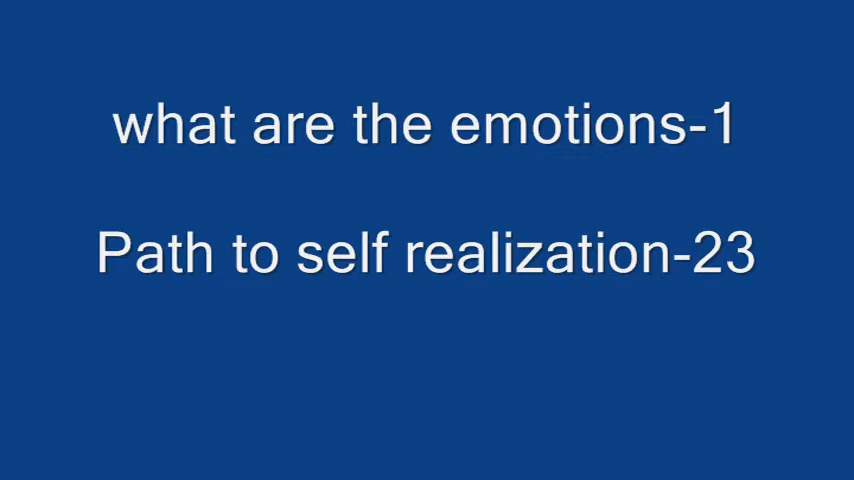 what are the emotions-1
Path to self realization-23